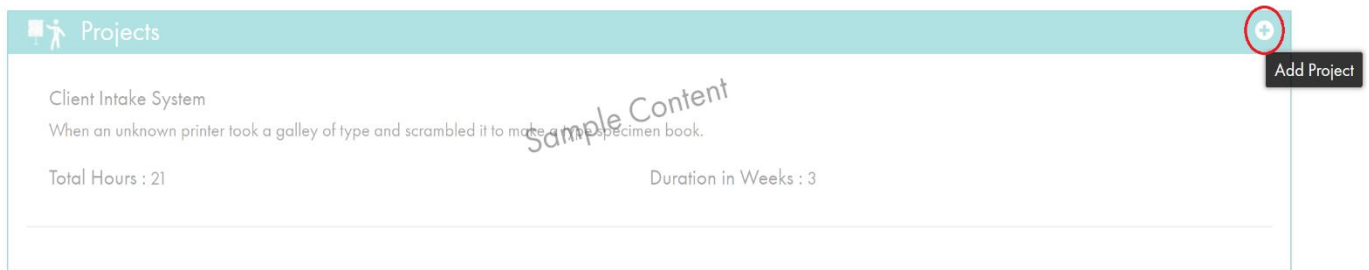 Projects
Add Project
Client Intake System
Sample Content
When an unknown printer took a galley of type and scrambled it to make a type specimen book.
Total Hours : 21
Duration in Weeks : 3